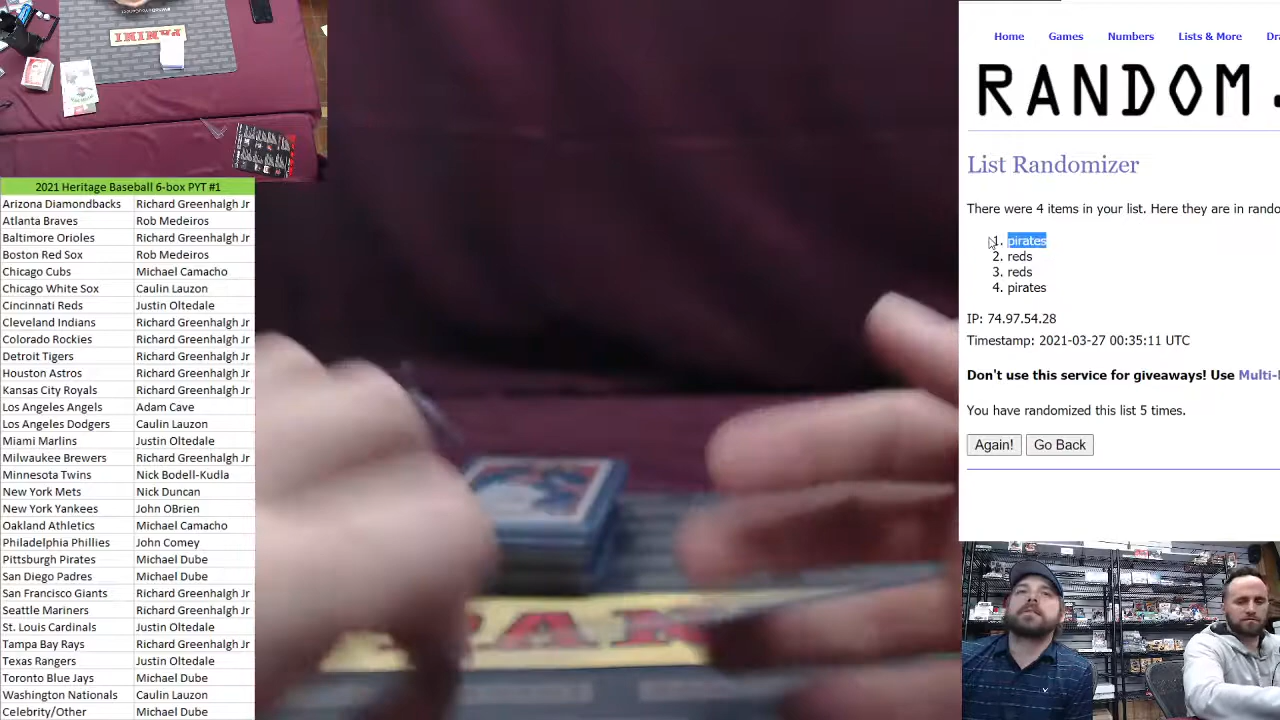 PANINI
2021 Heritage Baseball 6-box PYT #1
Arizona Diamondbacks Richard Greenhalgh Jr
Atlanta Braves Rob Medeiros
Baltimore Orioles Richard Greenhalgh Jr
Boston Red Sox Rob Medeiros
Chicago Cubs Michael Camacho
Chicago White Sox Caulin Lauzon
Cincinnati Reds Justin Oltedale
Cleveland Indians Richard Greenhalgh Jr
Colorado Rockies Richard Greenhalgh Jr
Detroit Tigers Richard Greenhalgh Jr
Houston Astros Richard Greenhalgh Jr
Kansas City Royals Richard Greenhalgh Jr
Los Angeles Angels Adam Cave
Los Angeles Dodgers Caulin Lauzon
Miami Marlins Justin Oltedale
Milwaukee Brewers Richard Greenhalgh Jr
Minnesota Twins Nick Bodell-Kudla
New York Mets Nick Duncan
New York Yankees John OBrien
Oakland Athletics Michael Camacho
Philadelphia Phillies John Comey
Pittsburgh Pirates Michael Dube
San Diego Padres Michael Dube
San Francisco Giants Richard Greenhalgh Jr
Seattle Mariners Richard Greenhalgh Jr
St. Louis Cardinals Justin Oltedale
Tampa Bay Rays Richard Greenhalgh Jr
Texas Rangers Justin Oltedale
Toronto Blue Jays Michael Dube
Washington Nationals Caulin Lauzon
Celebrity/Other Michael Dube
Home Games Numbers Lists & More Dra
RANDOM.
List Randomizer
There were 4 items in your list. Here they are in rando
1. pirates
2. reds
3. reds
4. pirates
IP: 74.97.54.28
Timestamp: 2021-03-27 00:35:11 UTC
Don't use this service for giveaways! Use Multi-
You have randomized this list 5 times.
Again! Go Back